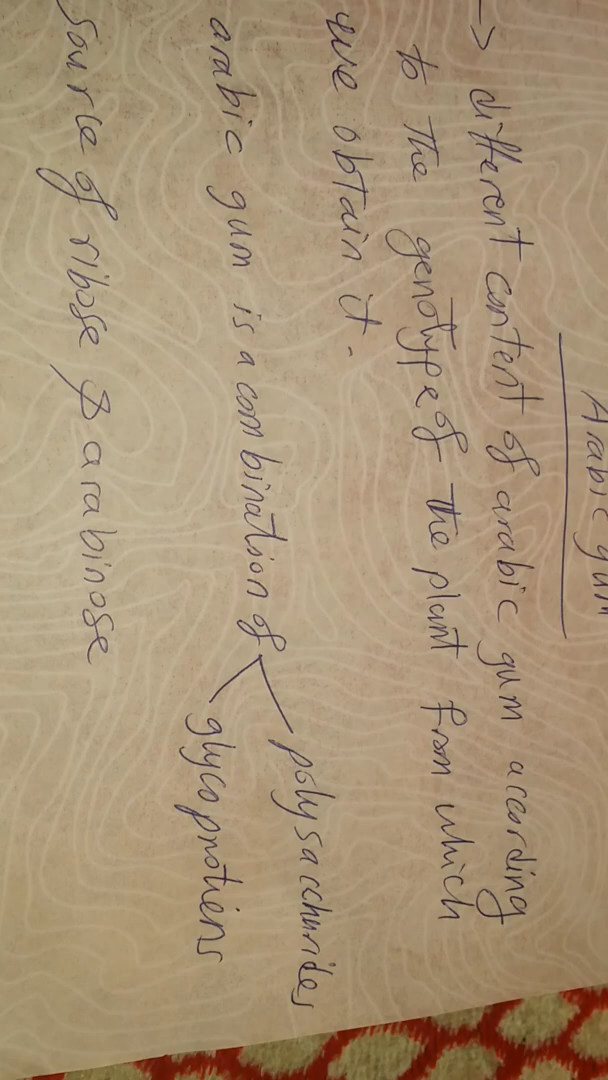 Arabic gum
-> different content of arabic gum according
to the genotype of the plant from which
we obtain it.
arabic gum is a combination of
polysaccharides
glycoprotiens
Source of ribose & arabinose